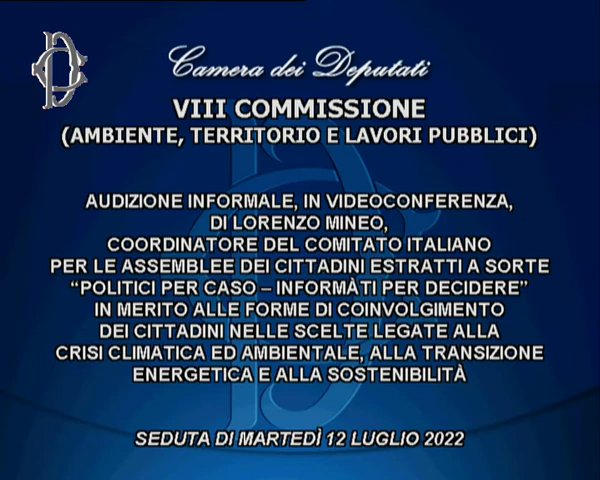 Camera dei Deputati
VIII COMMISSIONE
(AMBIENTE, TERRITORIO E LAVORI PUBBLICI)
AUDIZIONE INFORMALE, IN VIDEOCONFERENZA,
DI LORENZO MINEO,
COORDINATORE DEL COMITATO ITALIANO
PER LE ASSEMBLEE DEI CITTADINI ESTRATTI A SORTE
“POLITICI PER CASO – INFORMÀTI PER DECIDERE”
IN MERITO ALLE FORME DI COINVOLGIMENTO
DEI CITTADINI NELLE SCELTE LEGATE ALLA
CRISI CLIMATICA ED AMBIENTALE, ALLA TRANSIZIONE
ENERGETICA E ALLA SOSTENIBILITÀ
SEDUTA DI MARTEDÌ 12 LUGLIO 2022